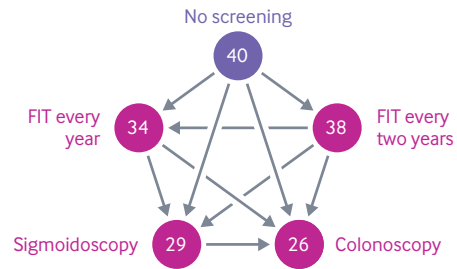 No screening
40
FIT every
year
34
38
FIT every
two years
Sigmoidoscopy
29
26
Colonoscopy